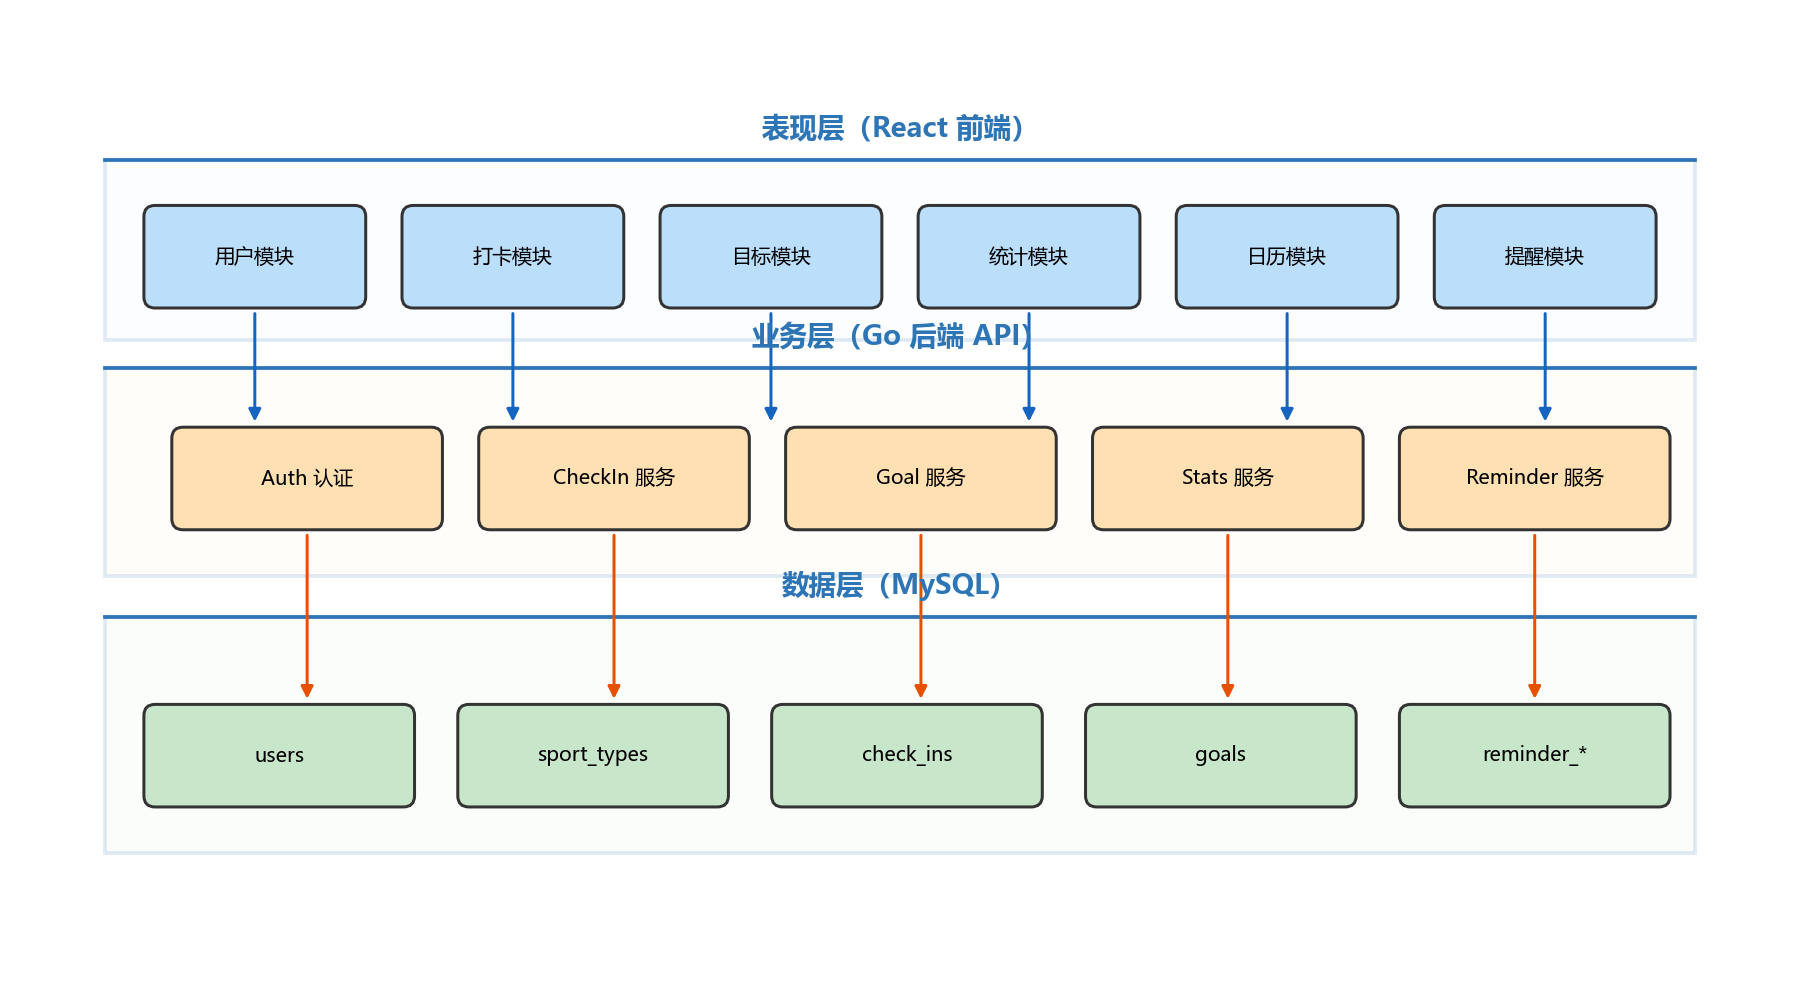 表现层（React 前端）
用户模块
打卡模块
目标模块
统计模块
日历模块
提醒模块
业务层（Go 后端 API）
Auth 认证
CheckIn 服务
Goal 服务
Stats 服务
Reminder 服务
数据层（MySQL）
users
sport_types
check_ins
goals
reminder_*